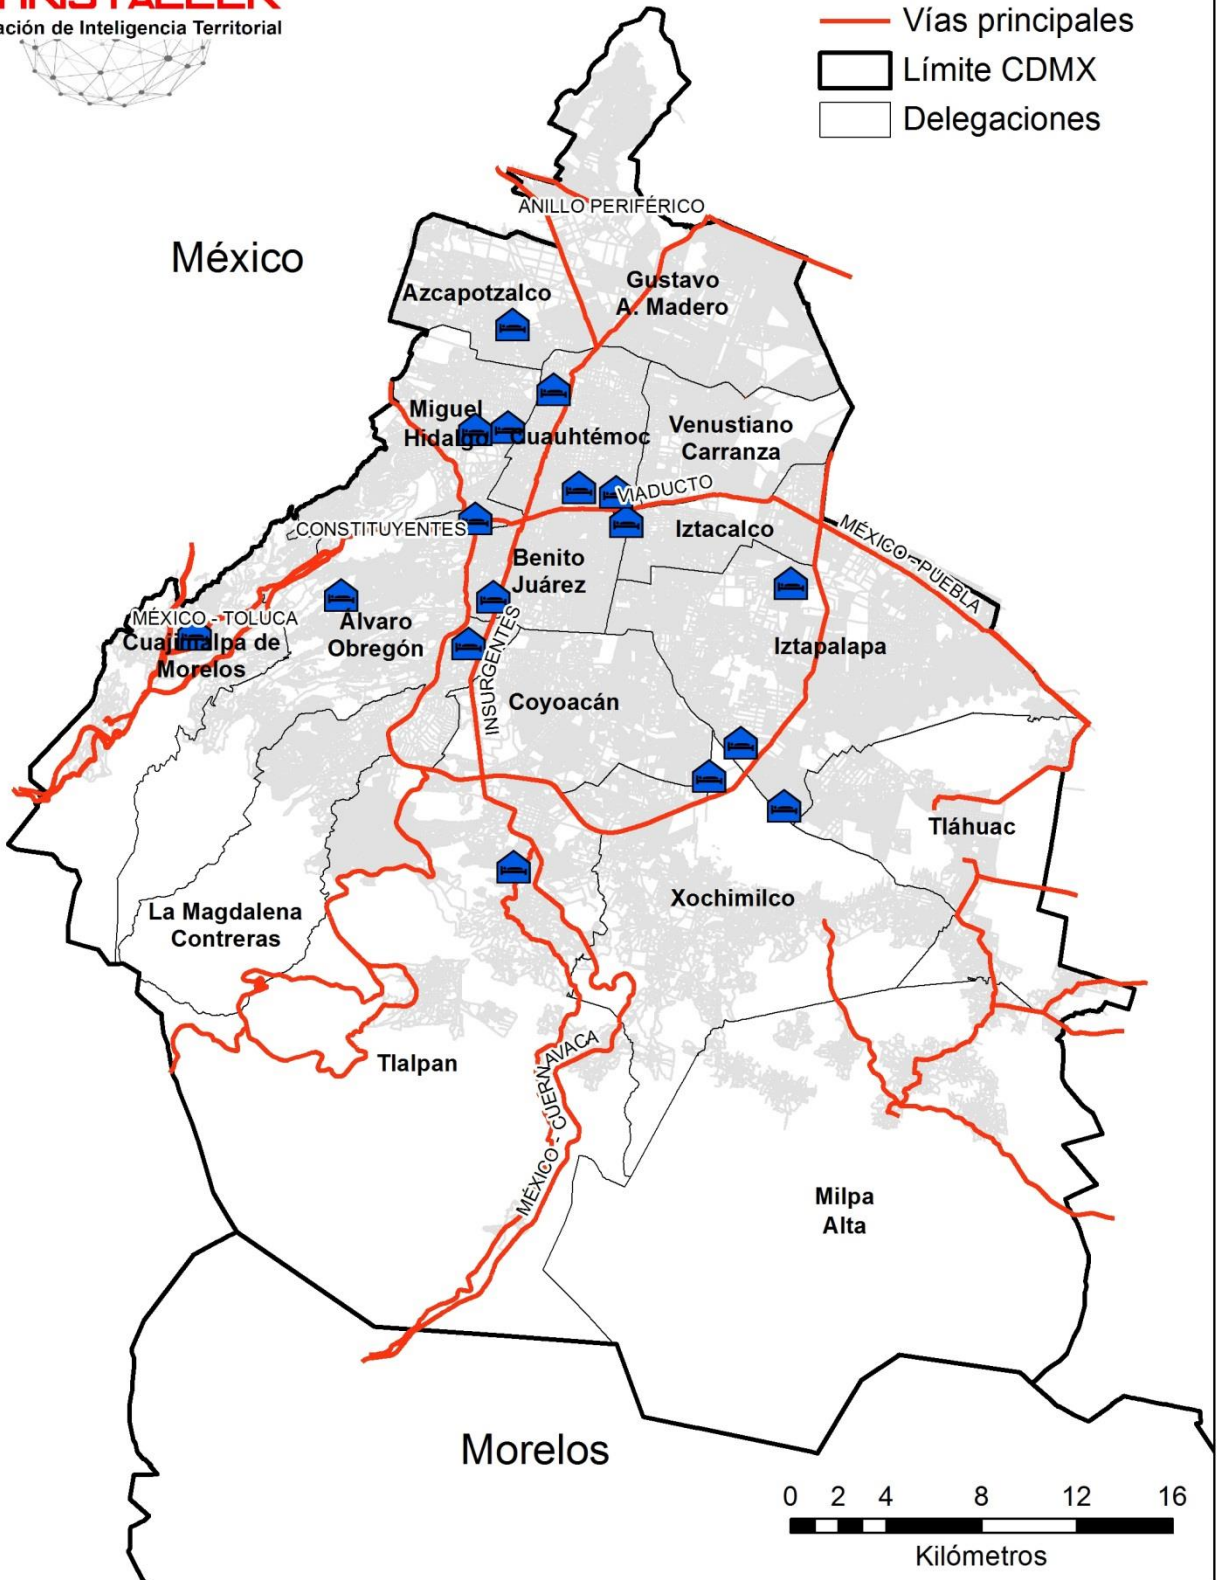 ación de Inteligencia Territorial
Vías principales
Límite CDMX
Delegaciones
ANILLO PERIFÉRICO
México
Gustavo
A. Madero
Azcapotzalco
Miguel
Hidalgo
Cuauhtémoc
Venustiano
Carranza
VIADUCTO
CONSTITUYENTES
Iztacalco
MÉXICO - PUEBLA
Benito
Juárez
MÉXICO - TOLUCA
Cuajimalpa de
Morelos
Álvaro
Obregón
INSURGENTES
Iztapalapa
Coyoacán
Tláhuac
La Magdalena
Contreras
Xochimilco
Tlalpan
MÉXICO - CUERNAVACA
Milpa
Alta
Morelos
0 2 4 8 12 16
Kilómetros